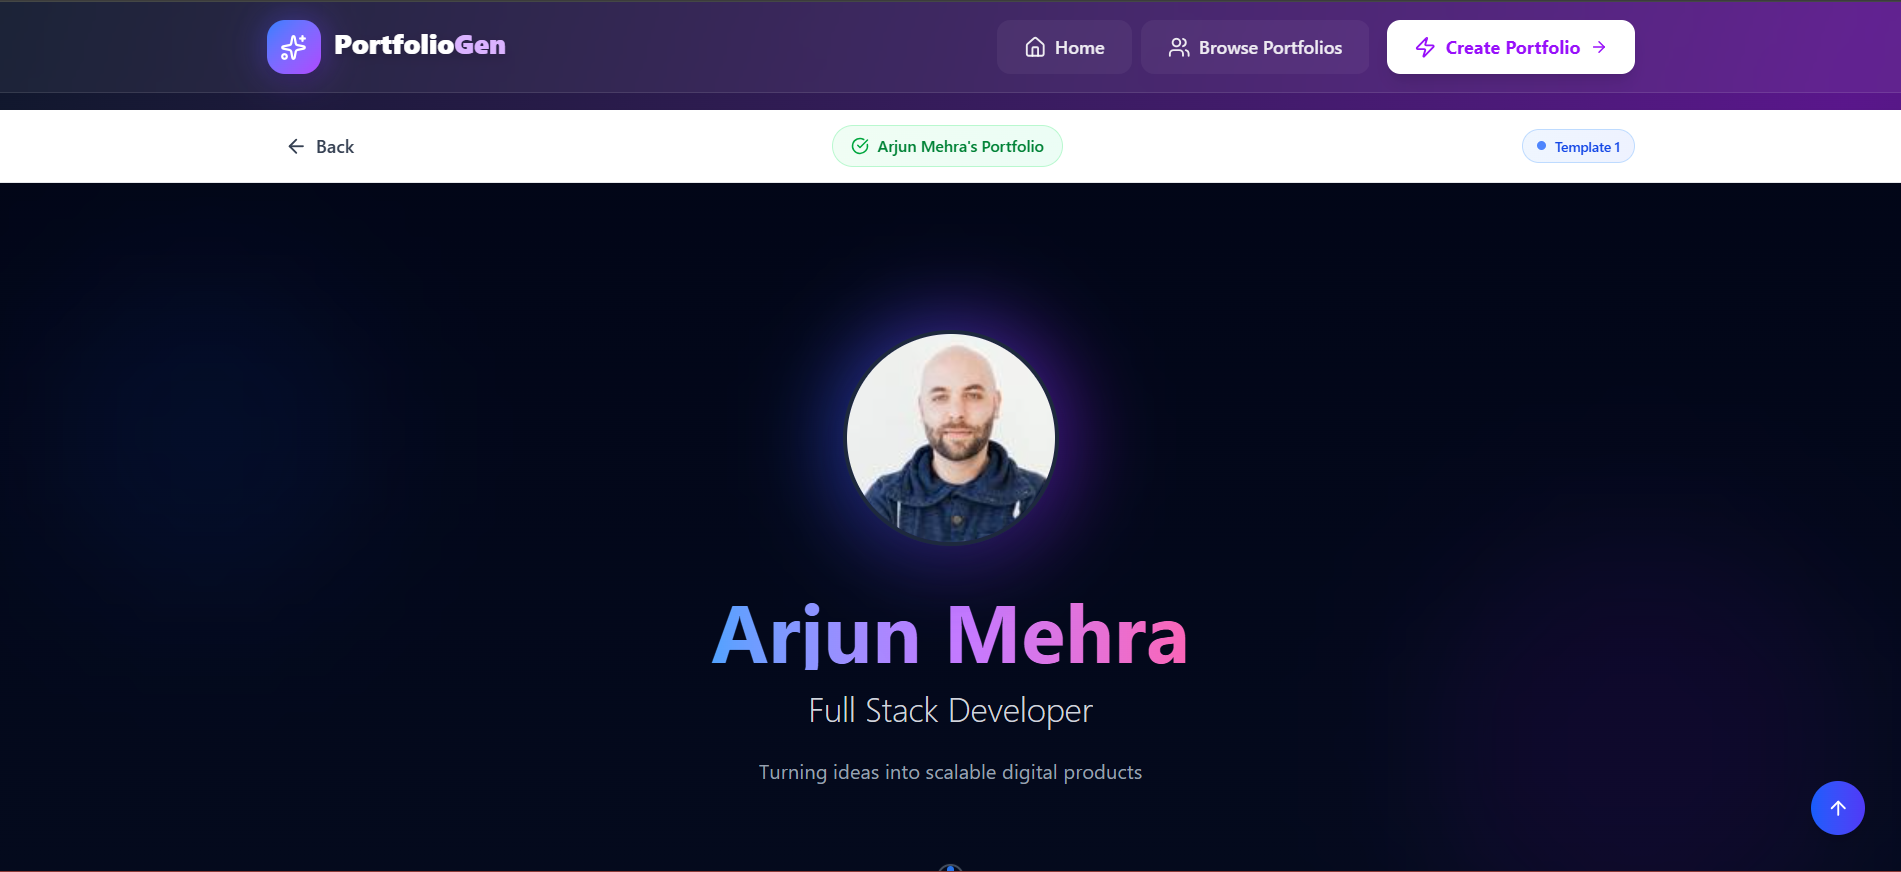 PortfolioGen
Home
Browse Portfolios
Create Portfolio
Back
Arjun Mehra's Portfolio
Template 1
Arjun Mehra
Full Stack Developer
Turning ideas into scalable digital products